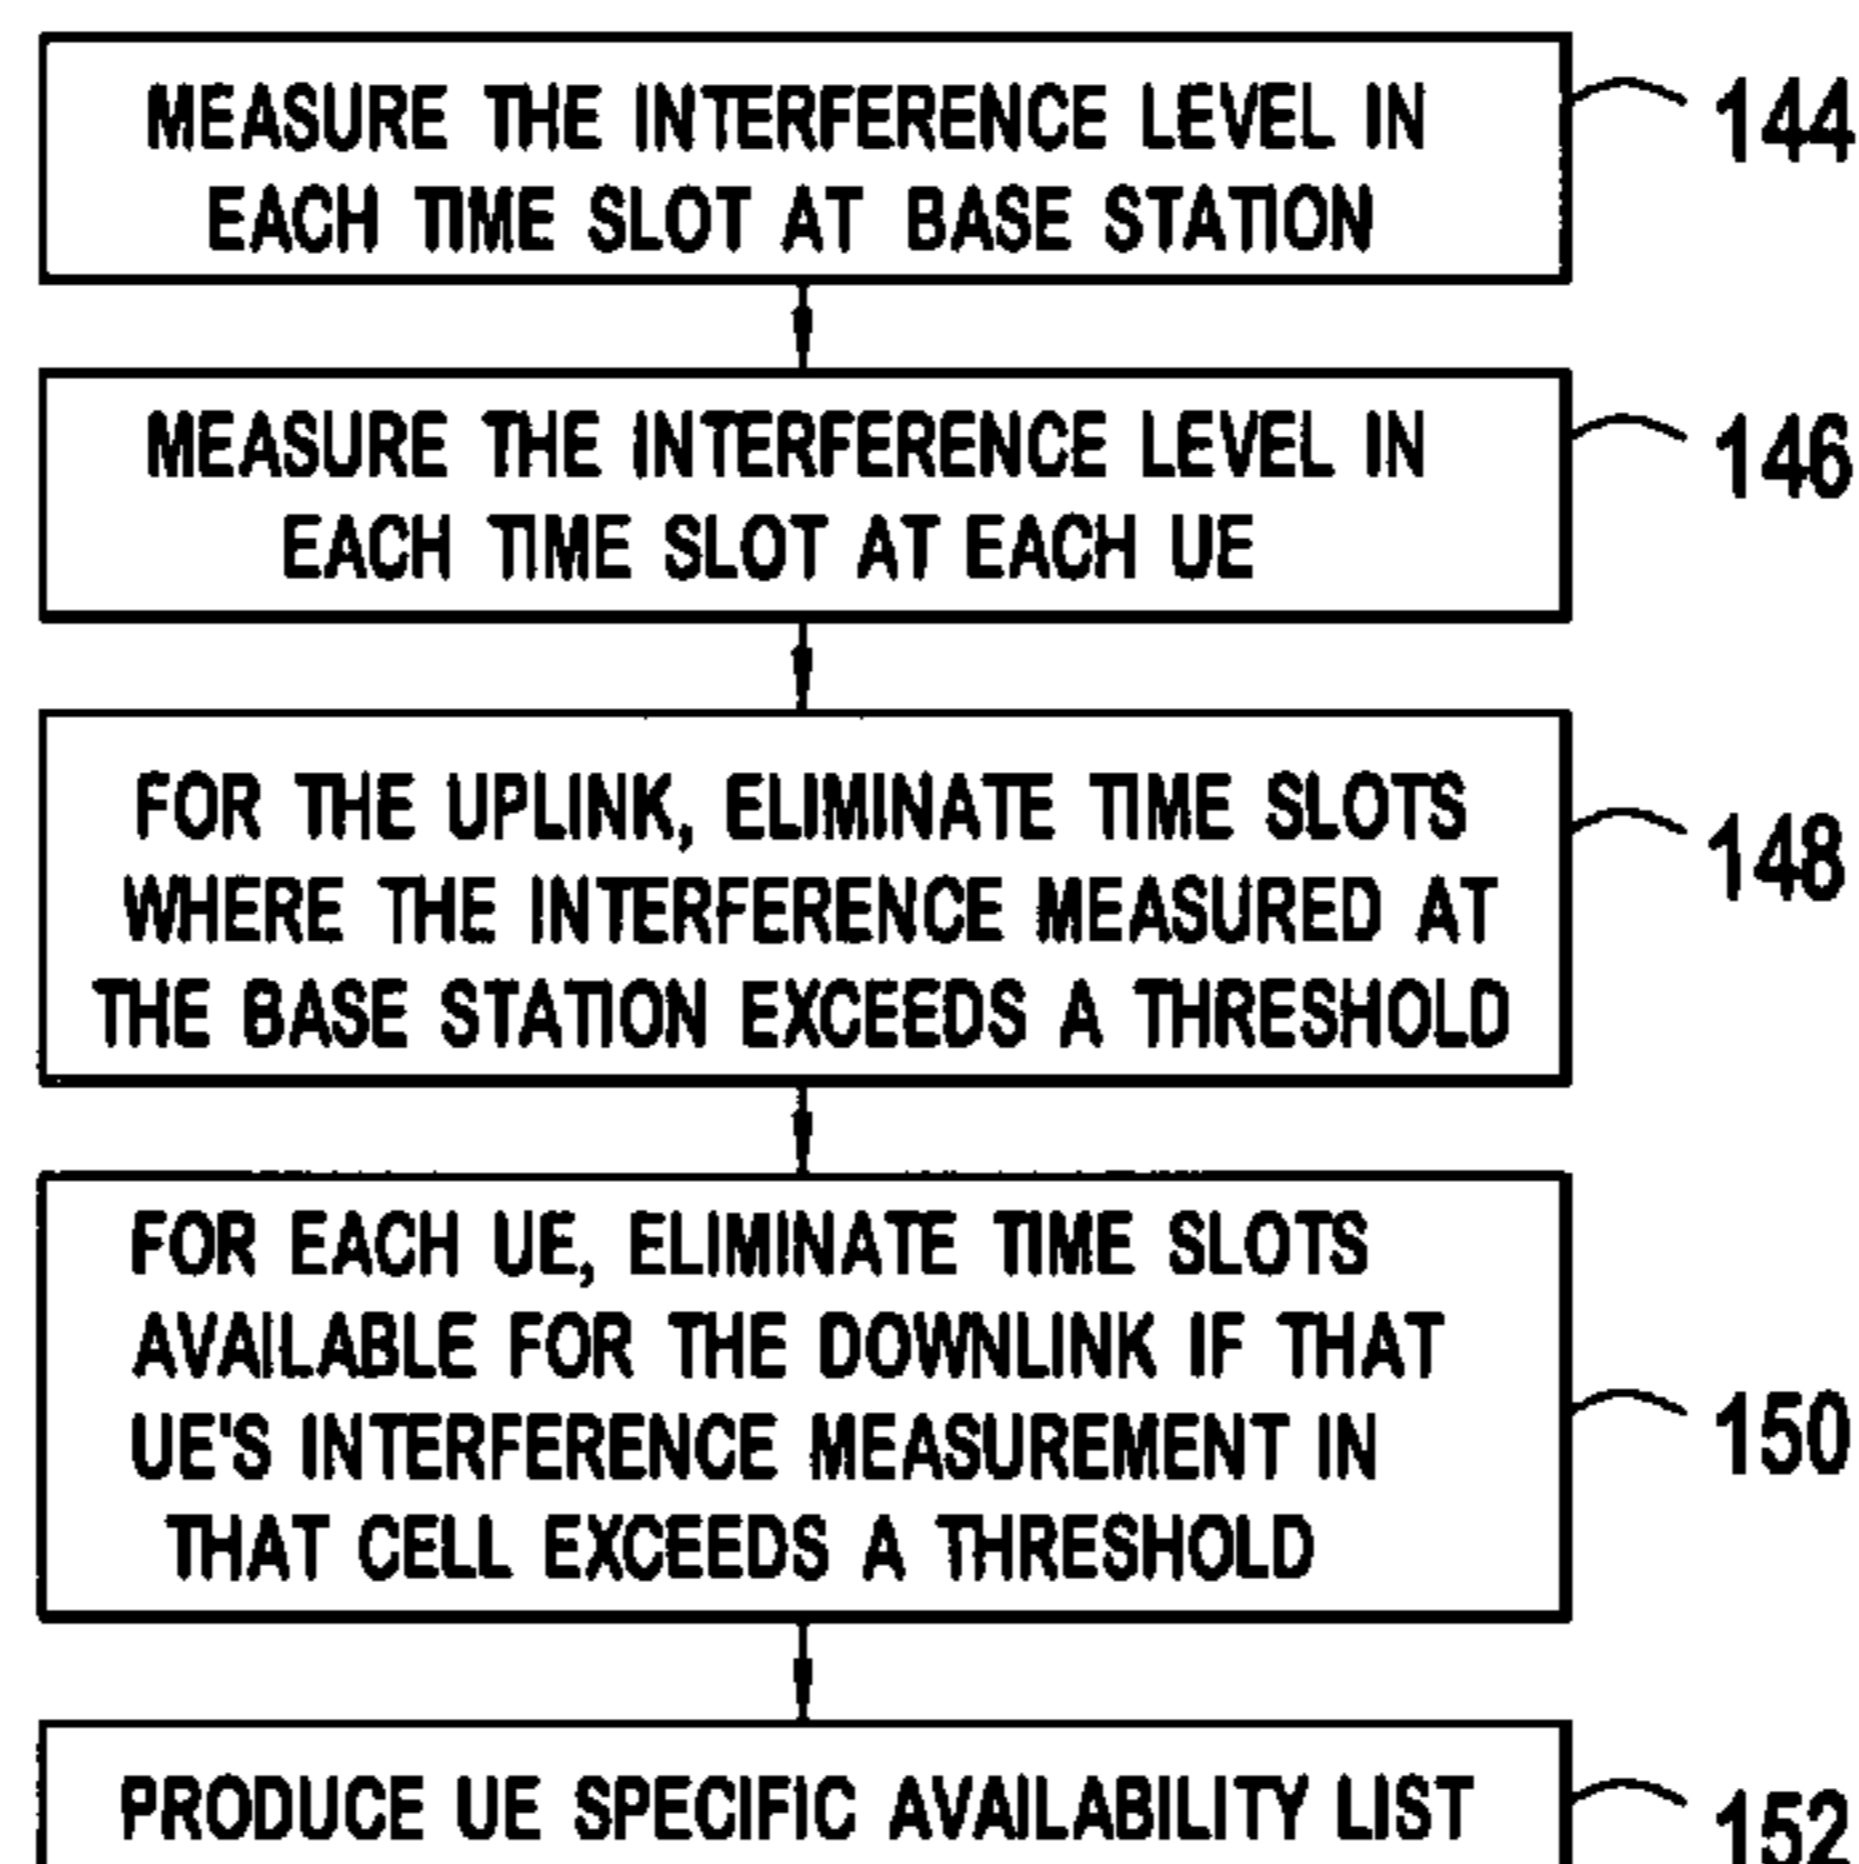 MEASURE THE INTERFERENCE LEVEL IN
EACH TIME SLOT AT BASE STATION
144
MEASURE THE INTERFERENCE LEVEL IN
EACH TIME SLOT AT EACH UE
146
FOR THE UPLINK, ELIMINATE TIME SLOTS
WHERE THE INTERFERENCE MEASURED AT
THE BASE STATION EXCEEDS A THRESHOLD
148
FOR EACH UE, ELIMINATE TIME SLOTS
AVAILABLE FOR THE DOWNLINK IF THAT
UE'S INTERFERENCE MEASUREMENT IN
THAT CELL EXCEEDS A THRESHOLD
150
PRODUCE UE SPECIFIC AVAILABILITY LIST
152